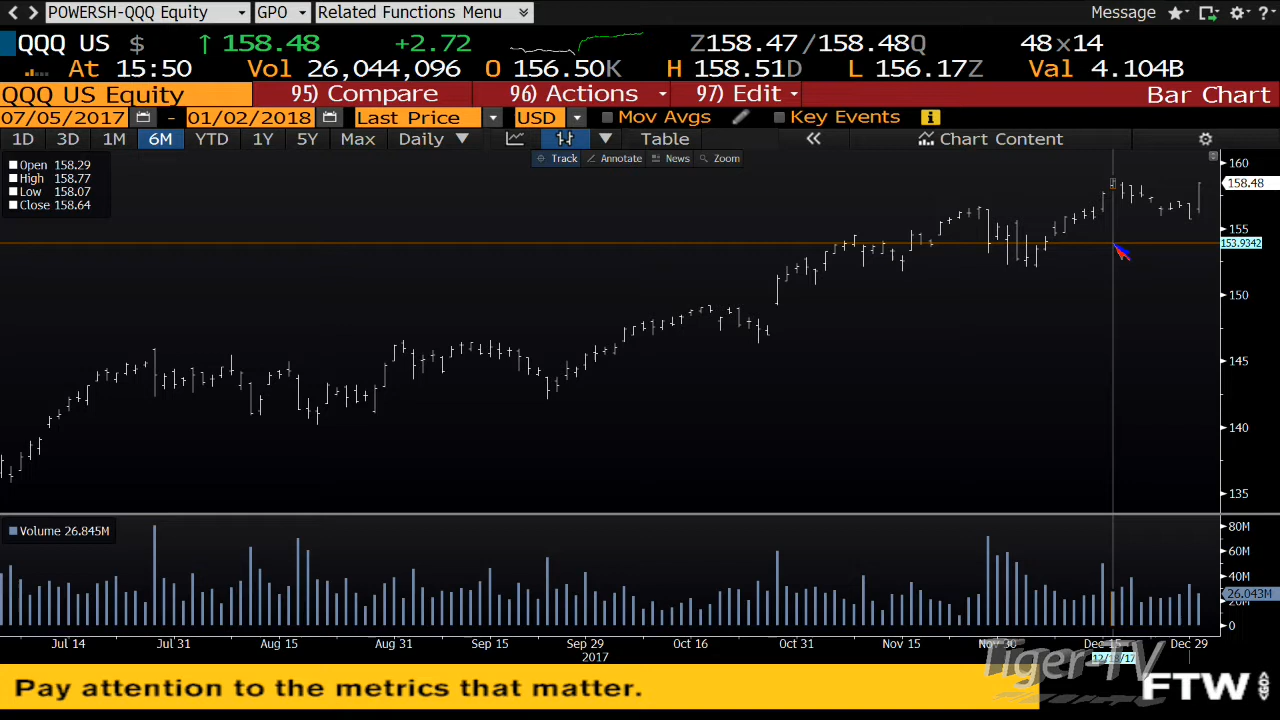 POWERSH-QQQ Equity GPO Related Functions Menu Message ?
QQQ US $ ↑ 158.48 +2.72 Z158.47/158.48Q 48x14
At 15:50 Vol 26,044,096 O 156.50K H 158.51D L 156.17Z Val 4.104B
QQQ US Equity 95) Compare 96) Actions 97) Edit Bar Chart
07/05/2017 - 01/02/2018 Last Price USD Mov Avgs Key Events i
1D 3D 1M 6M YTD 1Y 5Y Max Daily Table « Chart Content
Track Annotate News Zoom
Open 158.29
High 158.77
Low 158.07
Close 158.64
160
158.48
155
153.9342
150
145
140
135
Volume 26.845M
80M
60M
40M
26.043M
20M
0
Jul 14 Jul 31 Aug 15 Aug 31 Sep 15 Sep 29 Oct 16 Oct 31 Nov 15 Nov 30 Dec 15 Dec 29
2017 12/18/17
Tiger-TV
Pay attention to the metrics that matter.
FTW